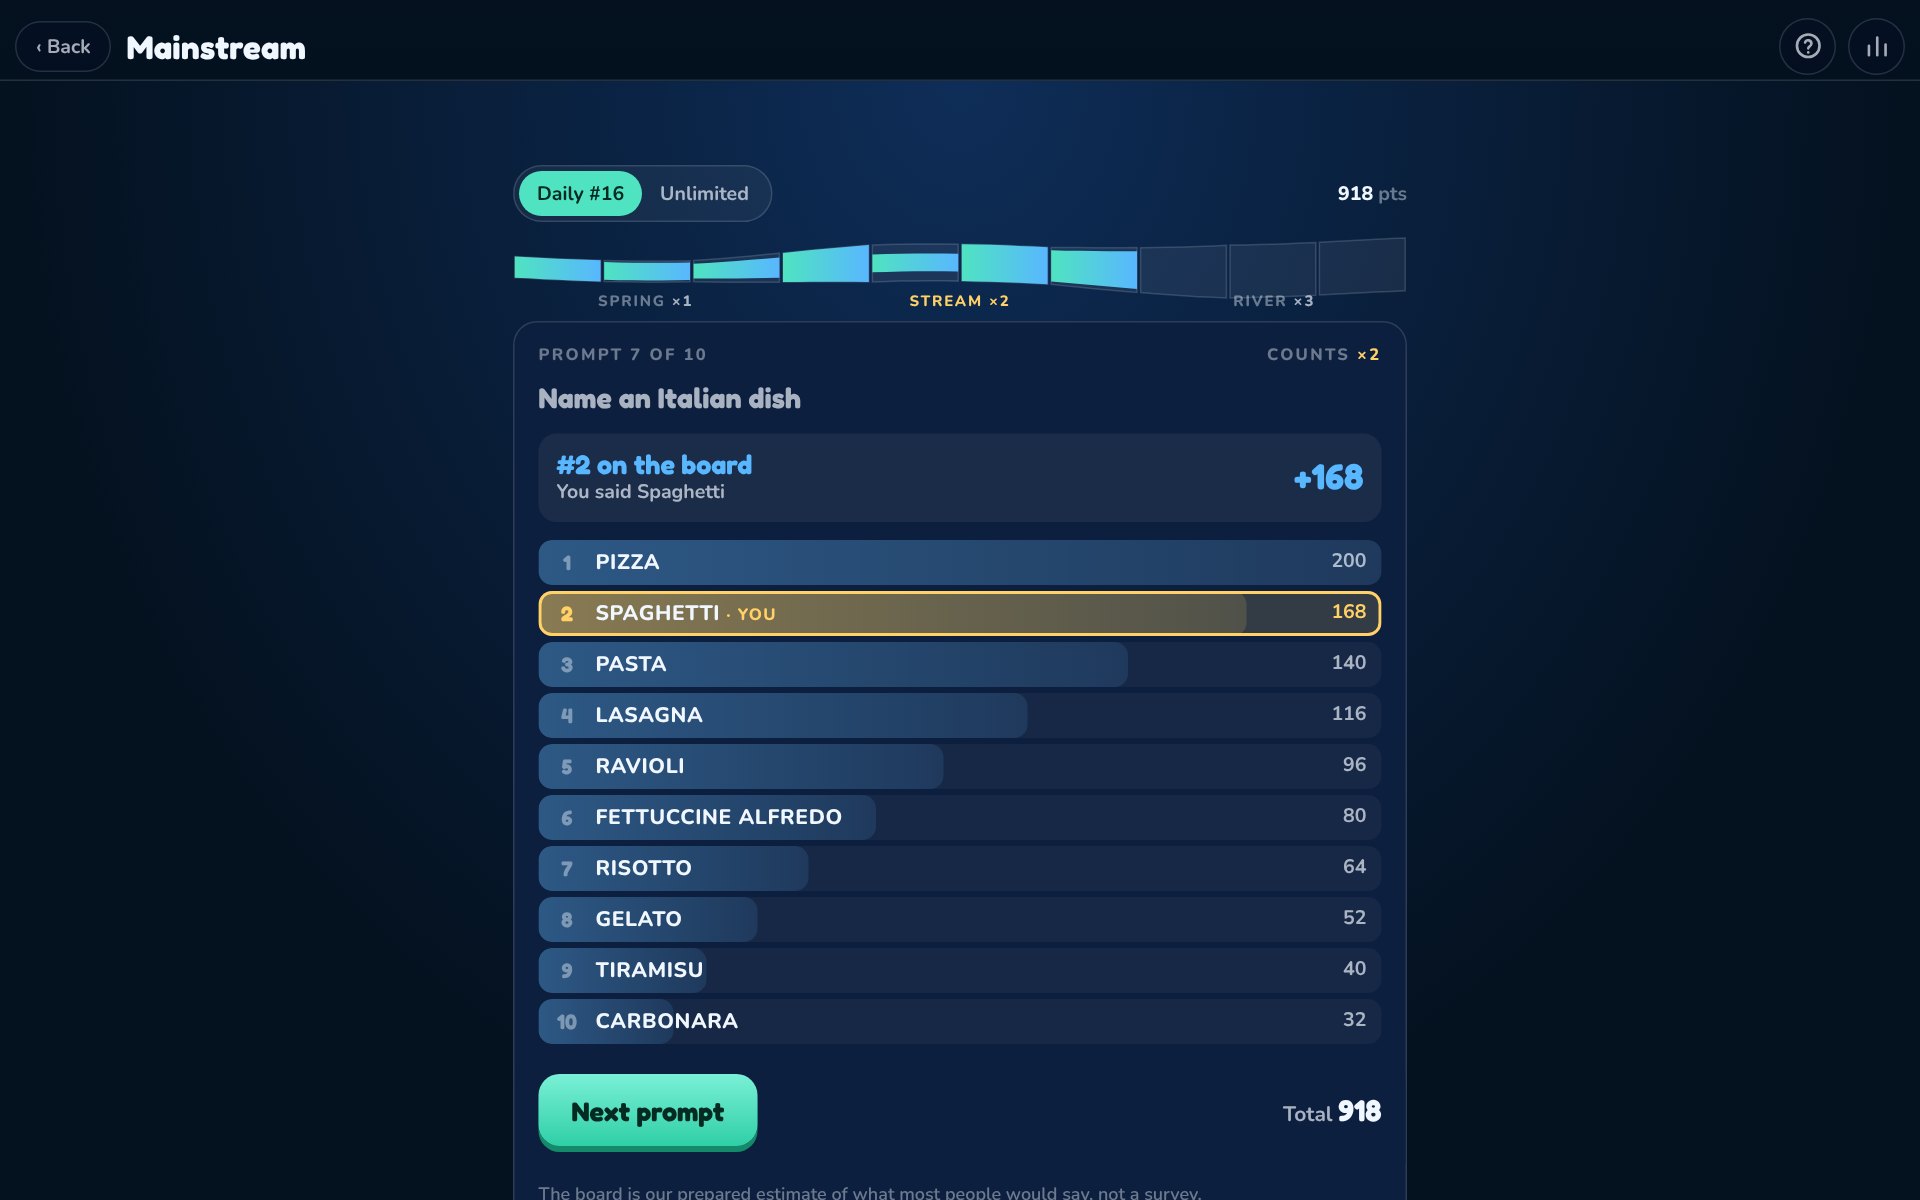 ‹ Back
Mainstream
Daily #16
Unlimited
918 pts
SPRING ×1
STREAM ×2
RIVER ×3
PROMPT 7 OF 10
COUNTS ×2
Name an Italian dish
#2 on the board
You said Spaghetti
+168
1 PIZZA 200
2 SPAGHETTI · YOU 168
3 PASTA 140
4 LASAGNA 116
5 RAVIOLI 96
6 FETTUCCINE ALFREDO 80
7 RISOTTO 64
8 GELATO 52
9 TIRAMISU 40
10 CARBONARA 32
Next prompt
Total 918
The board is our prepared estimate of what most people would say, not a survey.